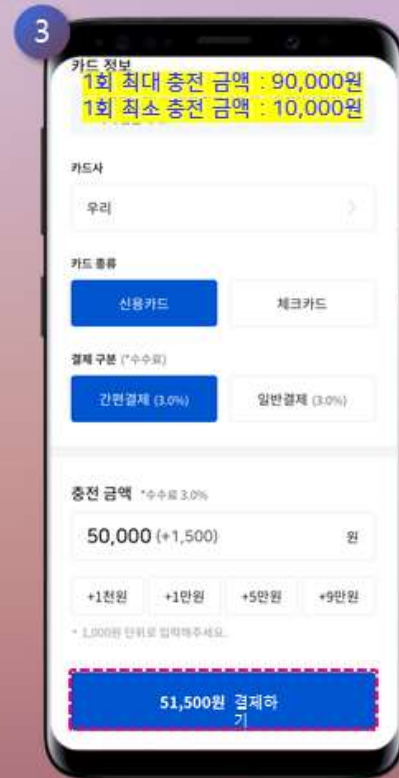 3
카드 정보
1회 최대 충전 금액 : 90,000원
1회 최소 충전 금액 : 10,000원
카드사
우리
카드 종류
신용카드 체크카드
결제 구분 (*수수료)
간편결제 (3.0%) 일반결제 (3.0%)
충전 금액 *수수료 3.0%
50,000 (+1,500) 원
+1천원 +1만원 +5만원 +9만원
* 1,000원 단위로 입력해주세요.
51,500원 결제하
기